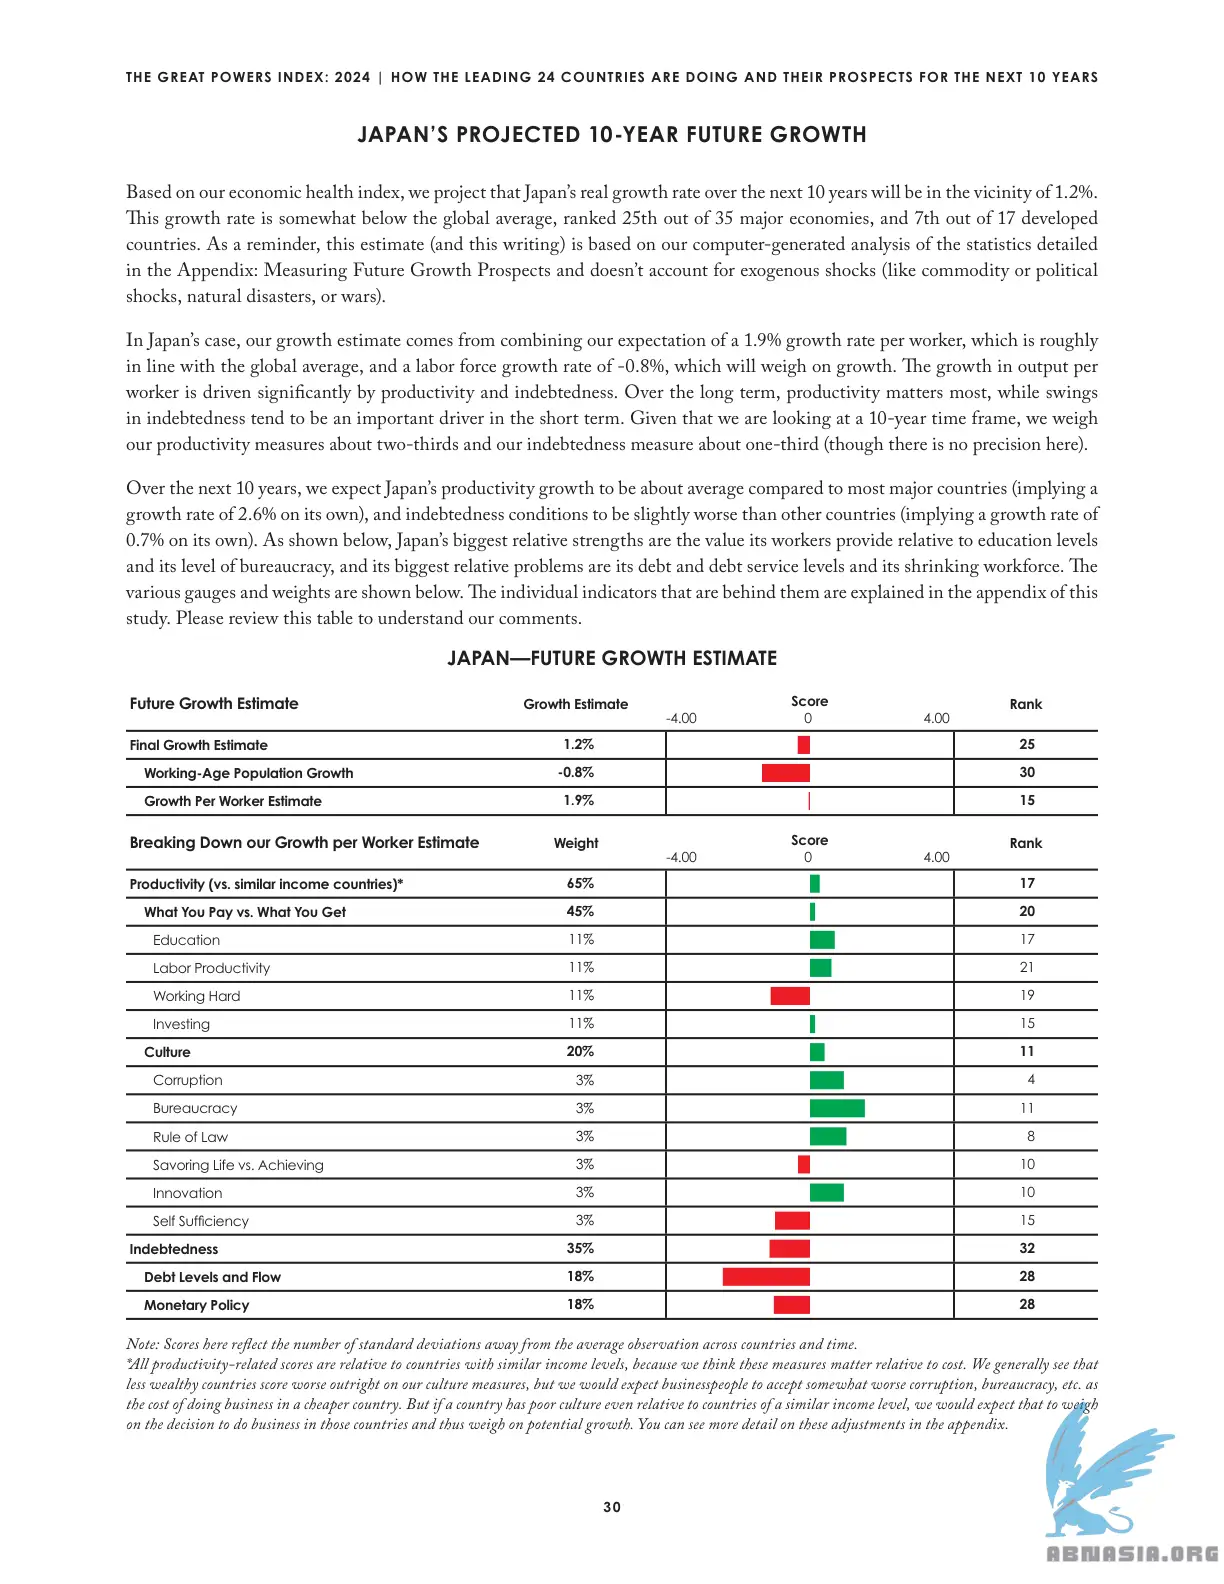 THE GREAT POWERS INDEX: 2024 | HOW THE LEADING 24 COUNTRIES ARE DOING AND THEIR PROSPECTS FOR THE NEXT 10 YEARS
JAPAN’S PROJECTED 10-YEAR FUTURE GROWTH
Based on our economic health index, we project that Japan’s real growth rate over the next 10 years will be in the vicinity of 1.2%.
This growth rate is somewhat below the global average, ranked 25th out of 35 major economies, and 7th out of 17 developed
countries. As a reminder, this estimate (and this writing) is based on our computer-generated analysis of the statistics detailed
in the Appendix: Measuring Future Growth Prospects and doesn’t account for exogenous shocks (like commodity or political
shocks, natural disasters, or wars).
In Japan’s case, our growth estimate comes from combining our expectation of a 1.9% growth rate per worker, which is roughly
in line with the global average, and a labor force growth rate of -0.8%, which will weigh on growth. The growth in output per
worker is driven significantly by productivity and indebtedness. Over the long term, productivity matters most, while swings
in indebtedness tend to be an important driver in the short term. Given that we are looking at a 10-year time frame, we weigh
our productivity measures about two-thirds and our indebtedness measure about one-third (though there is no precision here).
Over the next 10 years, we expect Japan’s productivity growth to be about average compared to most major countries (implying a
growth rate of 2.6% on its own), and indebtedness conditions to be slightly worse than other countries (implying a growth rate of
0.7% on its own). As shown below, Japan’s biggest relative strengths are the value its workers provide relative to education levels
and its level of bureaucracy, and its biggest relative problems are its debt and debt service levels and its shrinking workforce. The
various gauges and weights are shown below. The individual indicators that are behind them are explained in the appendix of this
study. Please review this table to understand our comments.
JAPAN—FUTURE GROWTH ESTIMATE
Future Growth Estimate Growth Estimate Score Rank
-4.00 0 4.00
Final Growth Estimate 1.2% 25
Working-Age Population Growth -0.8% 30
Growth Per Worker Estimate 1.9% 15
Breaking Down our Growth per Worker Estimate Weight Score Rank
-4.00 0 4.00
Productivity (vs. similar income countries)* 65% 17
What You Pay vs. What You Get 45% 20
Education 11% 17
Labor Productivity 11% 21
Working Hard 11% 19
Investing 11% 15
Culture 20% 11
Corruption 3% 4
Bureaucracy 3% 11
Rule of Law 3% 8
Savoring Life vs. Achieving 3% 10
Innovation 3% 10
Self Sufficiency 3% 15
Indebtedness 35% 32
Debt Levels and Flow 18% 28
Monetary Policy 18% 28
Note: Scores here reflect the number of standard deviations away from the average observation across countries and time.
*All productivity-related scores are relative to countries with similar income levels, because we think these measures matter relative to cost. We generally see that
less wealthy countries score worse outright on our culture measures, but we would expect businesspeople to accept somewhat worse corruption, bureaucracy, etc. as
the cost of doing business in a cheaper country. But if a country has poor culture even relative to countries of a similar income level, we would expect that to weigh
on the decision to do business in those countries and thus weigh on potential growth. You can see more detail on these adjustments in the appendix.
30
ABNASIA.ORG